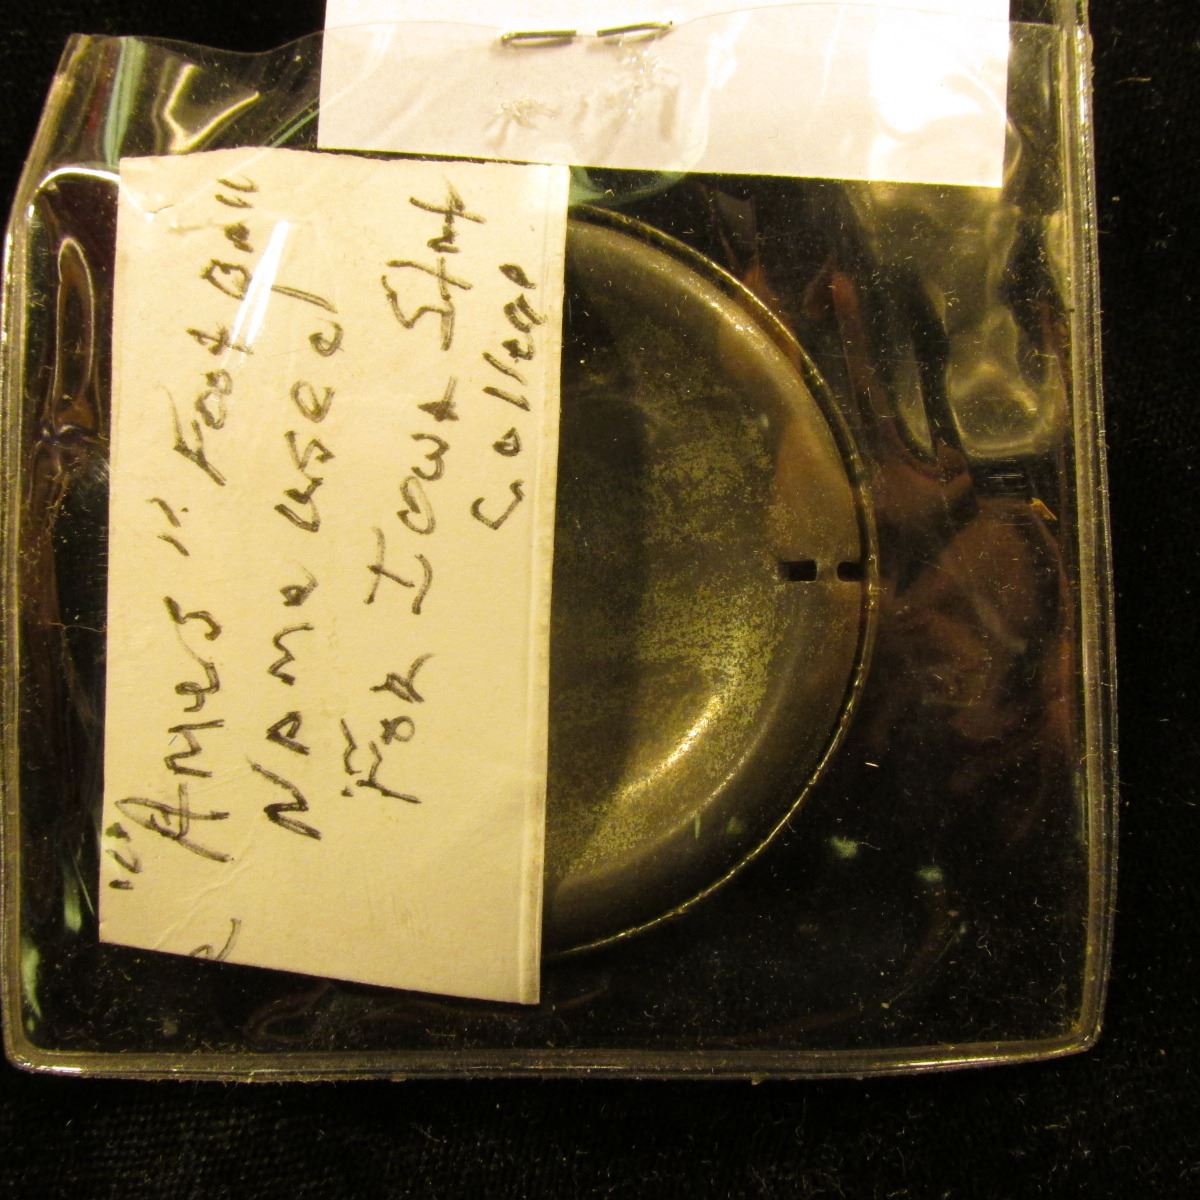 "Ames" Foot Ball
Name used
For Iowa Stat
College